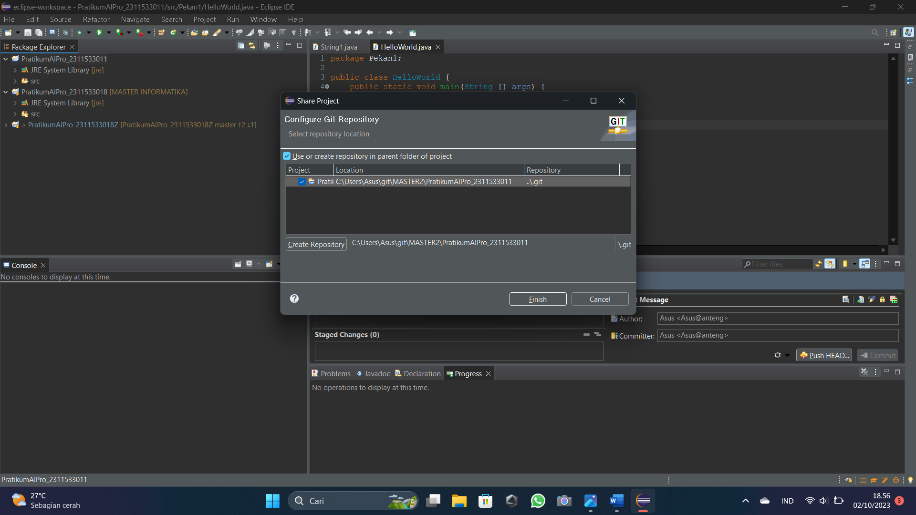 eclipse-workspace - PratikumAlPro_2311533011/src/Pekan1/HelloWorld.java - Eclipse IDE
File Edit Source Refactor Navigate Search Project Run Window Help
Package Explorer
PratikumAlPro_2311533011
JRE System Library [jre]
src
PratikumAlPro_2311533018 [MASTER INFORMATIKA]
JRE System Library [jre]
src
> PratikumAlPro_2311533018Z [PratikumAlPro_2311533018Z master ↑2 ↓1]
String1.java HelloWorld.java
1 package Pekan1;
2
3 public class HelloWorld {
4 public static void main(String [] args) {
Share Project
Configure Git Repository
Select repository location
GIT
Use or create repository in parent folder of project
Project Location Repository
Pratil C:\Users\Asus\git\MASTER2\PratikumAlPro_2311533011 ..\.git
Create Repository C:\Users\Asus\git\MASTER2\PratikumAlPro_2311533011 \.git
Finish Cancel
Console
No consoles to display at this time.
Filter files
Message
Author: Asus <Asus@anteng>
Committer: Asus <Asus@anteng>
Staged Changes (0)
Push HEAD... Commit
Problems Javadoc Declaration Progress
No operations to display at this time.
PratikumAlPro_2311533011
27°C
Sebagian cerah
Cari
IND
18.56
02/10/2023
3